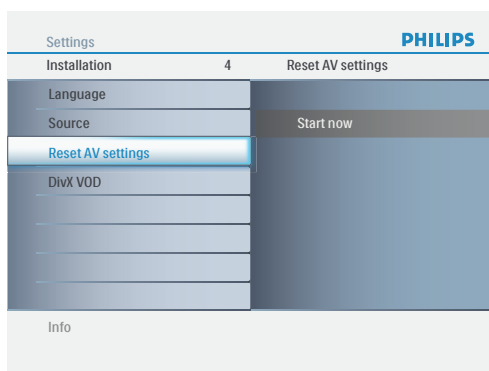 Settings
PHILIPS
Installation 4 Reset AV settings
Language
Source Start now
Reset AV settings
DivX VOD
Info